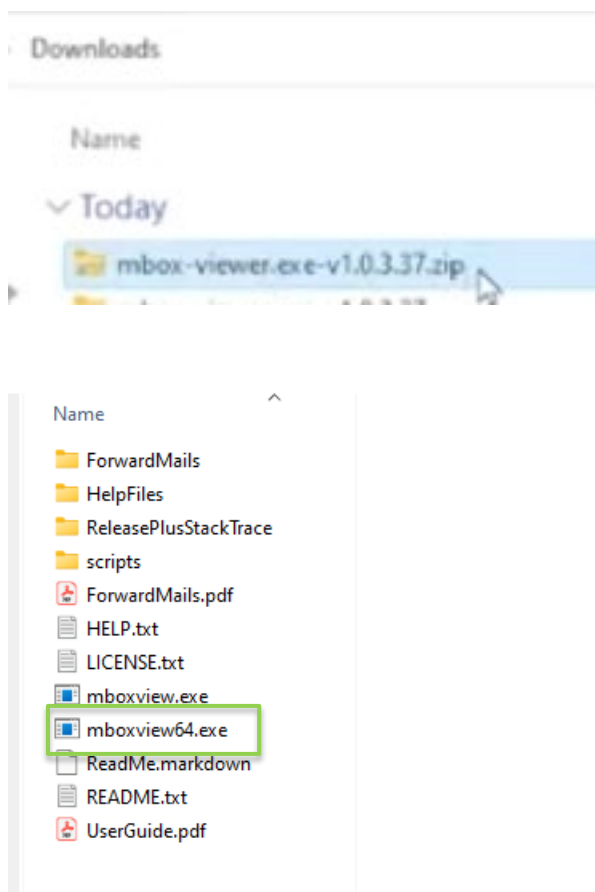 Downloads
Name
Today
mbox-viewer.exe-v1.0.3.37.zip
Name
ForwardMails
HelpFiles
ReleasePlusStackTrace
scripts
ForwardMails.pdf
HELP.txt
LICENSE.txt
mboxview.exe
mboxview64.exe
ReadMe.markdown
README.txt
UserGuide.pdf